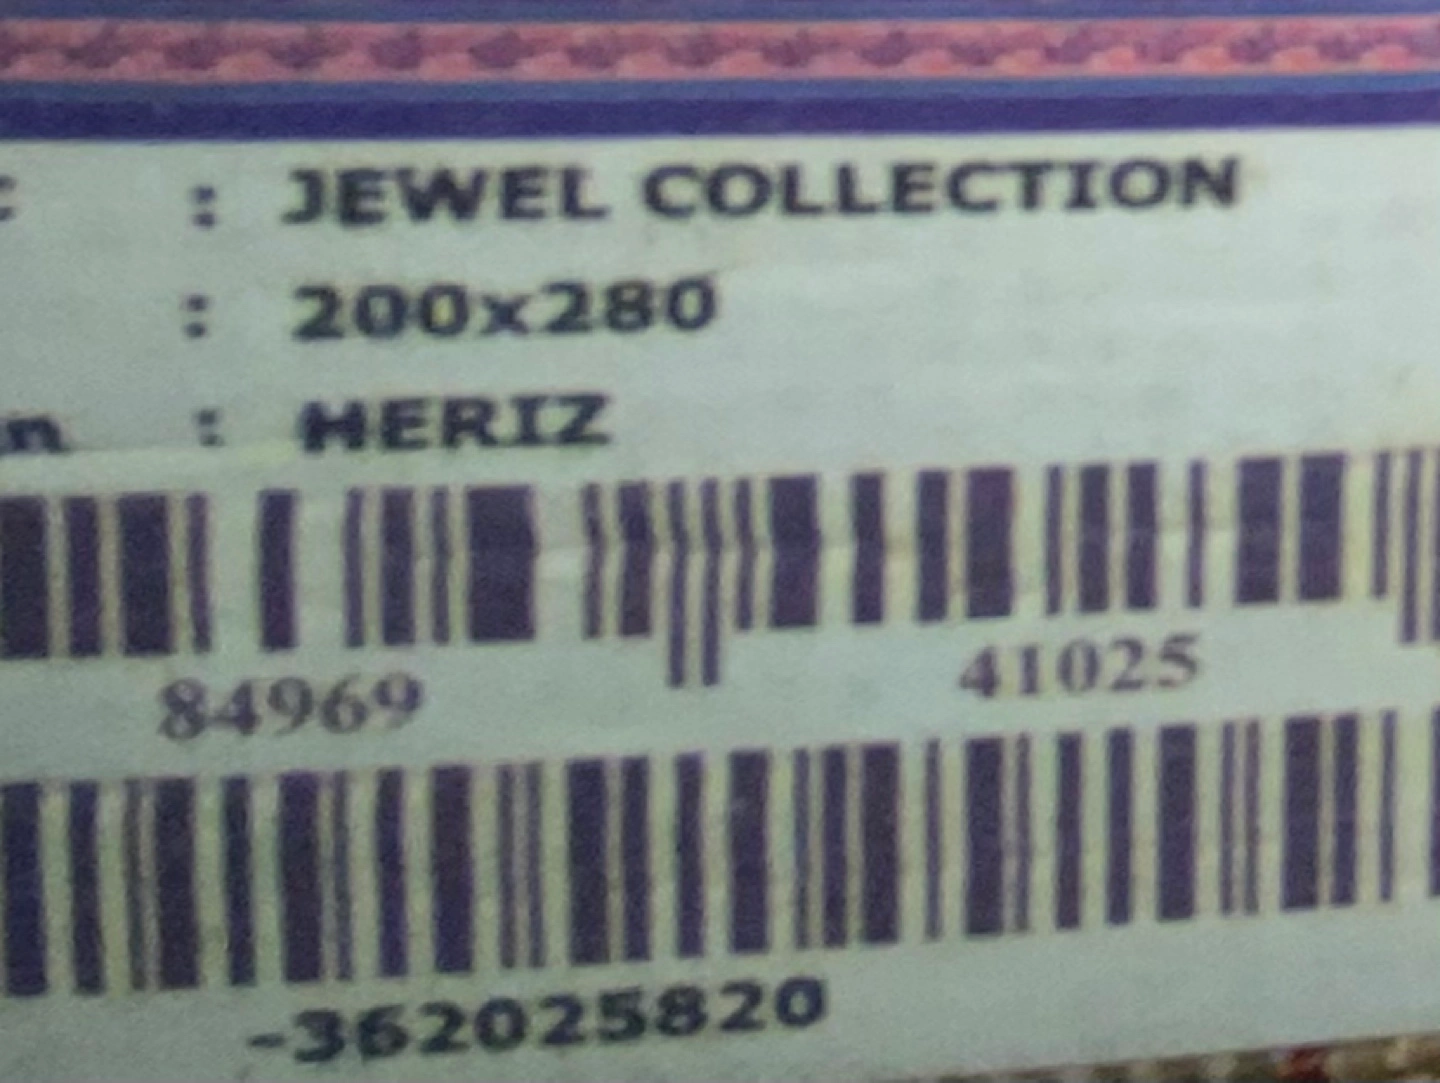 : JEWEL COLLECTION
: 200x280
n : HERIZ
84969 41025
-362025820